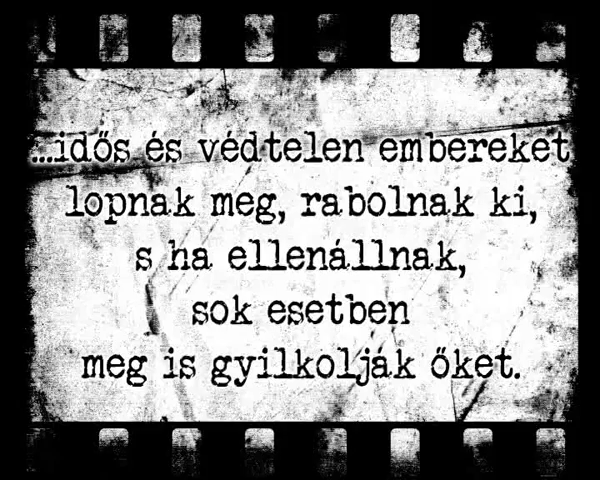 ...idős és védtelen embereket
lopnak meg, rabolnak ki,
s ha ellenállnak,
sok esetben
meg is gyilkolják őket.